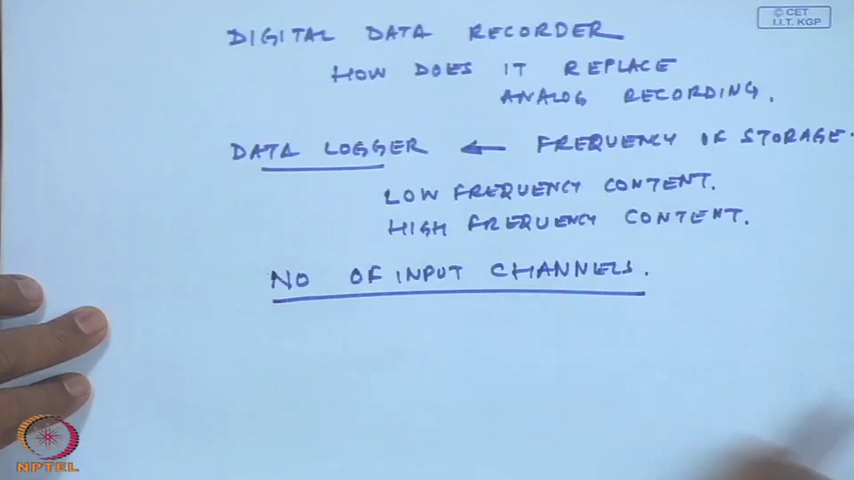 © CET
I.I.T. KGP
DIGITAL DATA RECORDER
HOW DOES IT REPLACE
ANALOG RECORDING.
DATA LOGGER ← FREQUENCY OF STORAGE.
LOW FREQUENCY CONTENT.
HIGH FREQUENCY CONTENT.
NO OF INPUT CHANNELS.
NPTEL